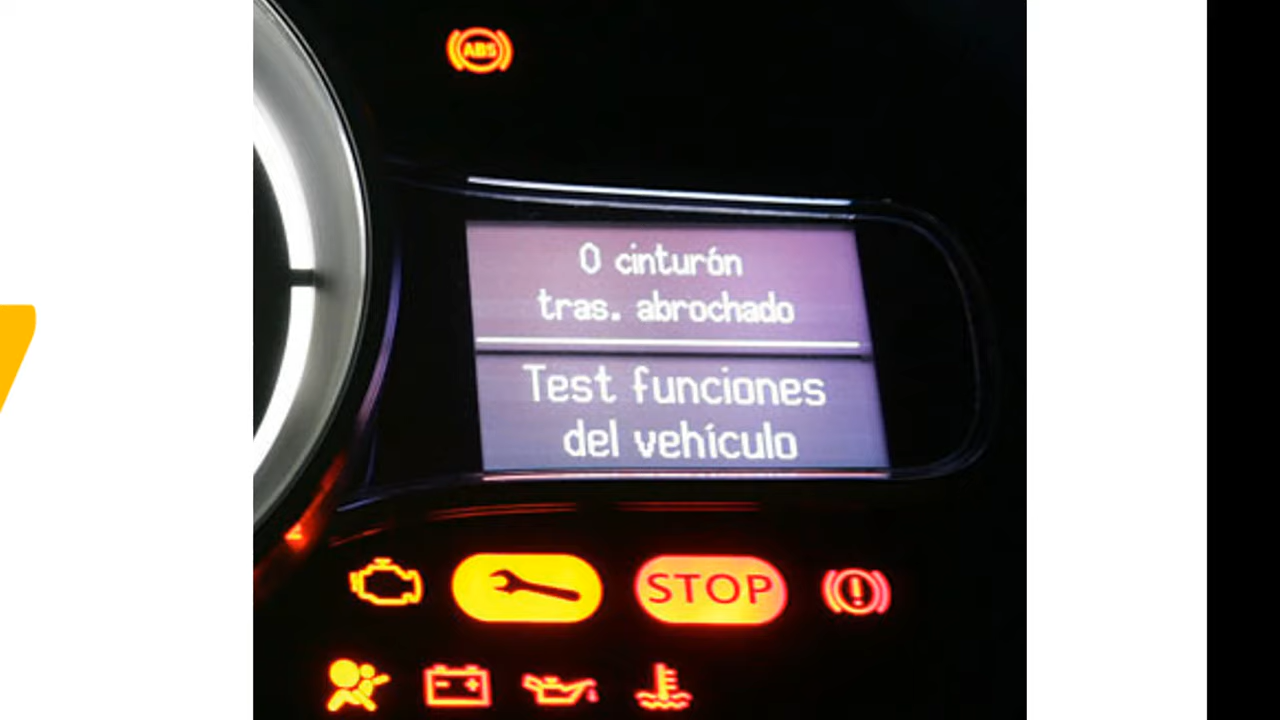 ABS
0 cinturón
tras. abrochado
Test funciones
del vehículo
STOP